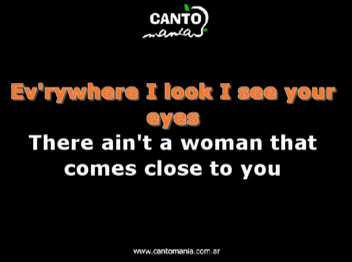 CANTO
manía
Ev'rywhere I look I see your
eyes
There ain't a woman that
comes close to you
www.cantomania.com.ar